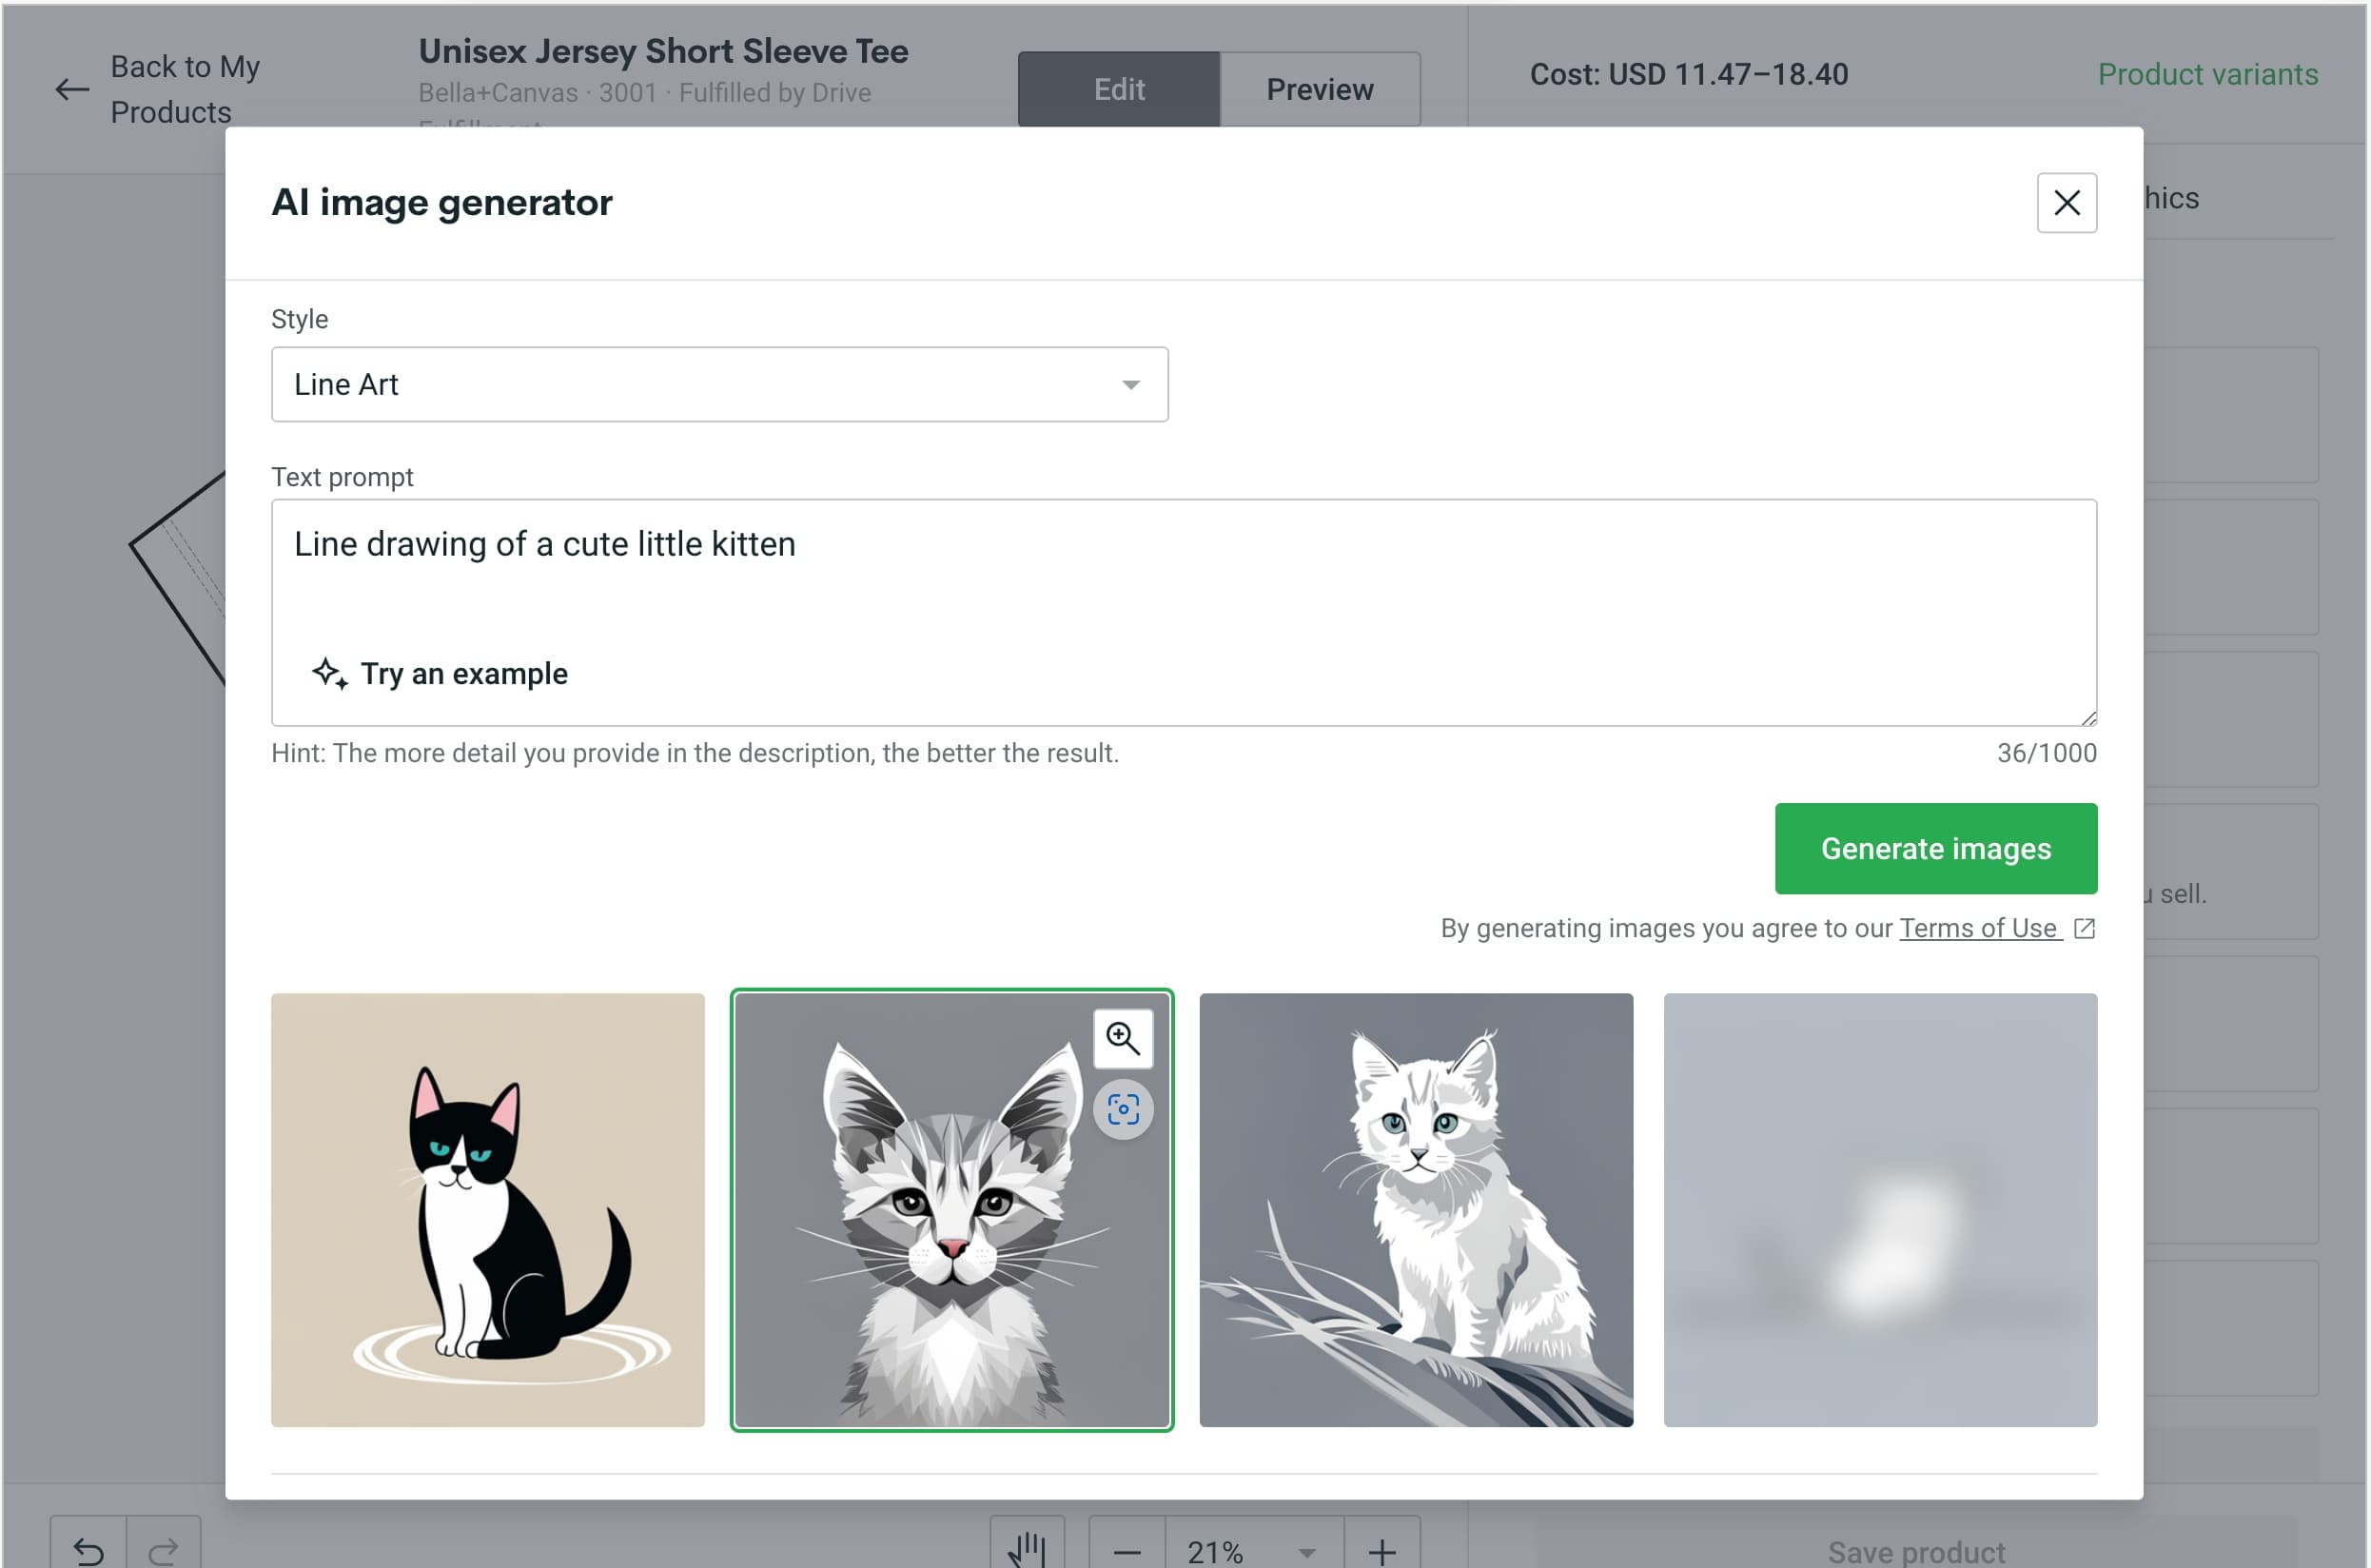 Back to My
Products
Unisex Jersey Short Sleeve Tee
Bella+Canvas · 3001 · Fulfilled by Drive
Fulfillment
Edit
Preview
Cost: USD 11.47–18.40
Product variants
hics
AI image generator
Style
Line Art
Text prompt
Line drawing of a cute little kitten
Try an example
Hint: The more detail you provide in the description, the better the result.
36/1000
Generate images
u sell.
By generating images you agree to our Terms of Use
21%
Save product